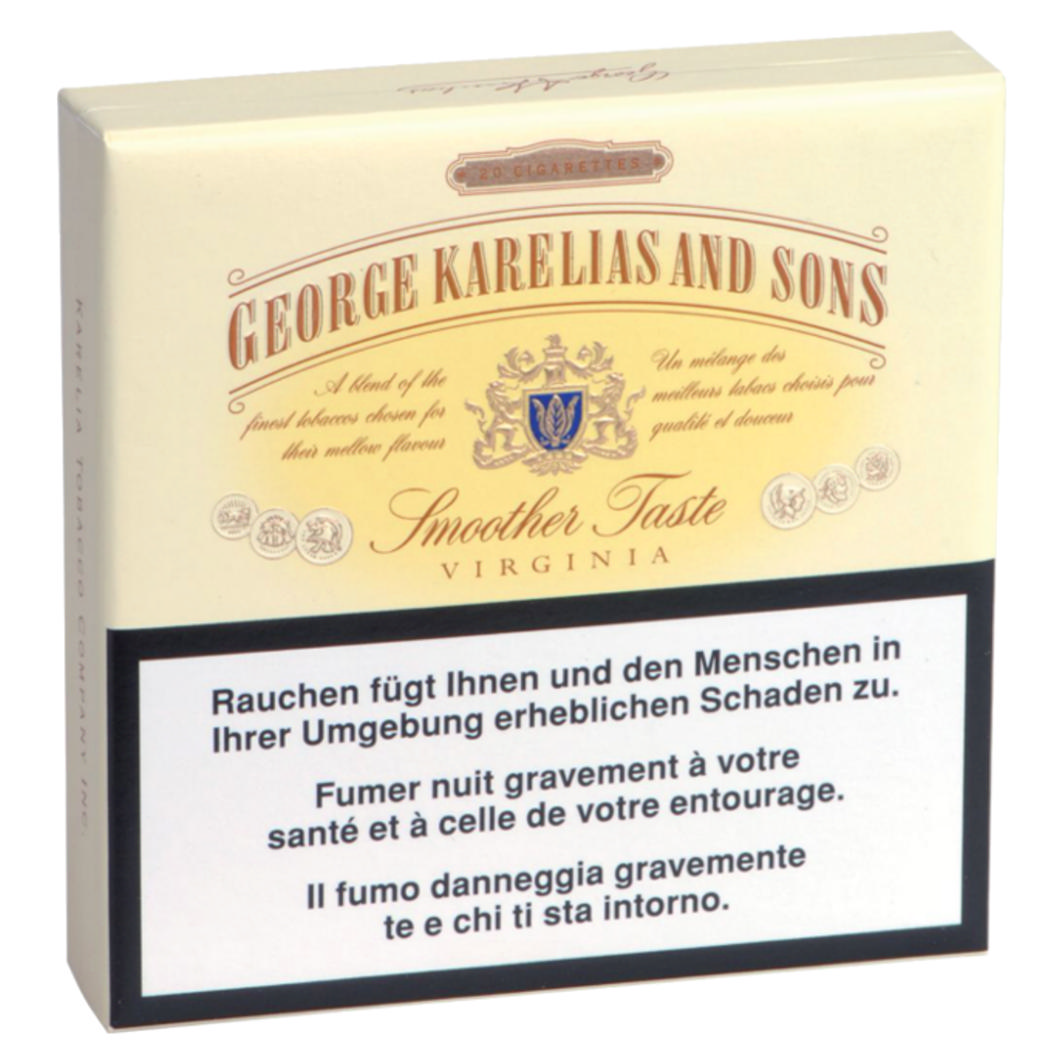 George Karelias
20 CIGARETTES
GEORGE KARELIAS AND SONS
A blend of the
finest tobaccos chosen for
their mellow flavour
Un mélange des
meilleurs tabacs choisis pour
qualité et douceur
Smoother Taste
VIRGINIA
KARELIA TOBACCO COMPANY INC.
Rauchen fügt Ihnen und den Menschen in
Ihrer Umgebung erheblichen Schaden zu.
Fumer nuit gravement à votre
santé et à celle de votre entourage.
Il fumo danneggia gravemente
te e chi ti sta intorno.